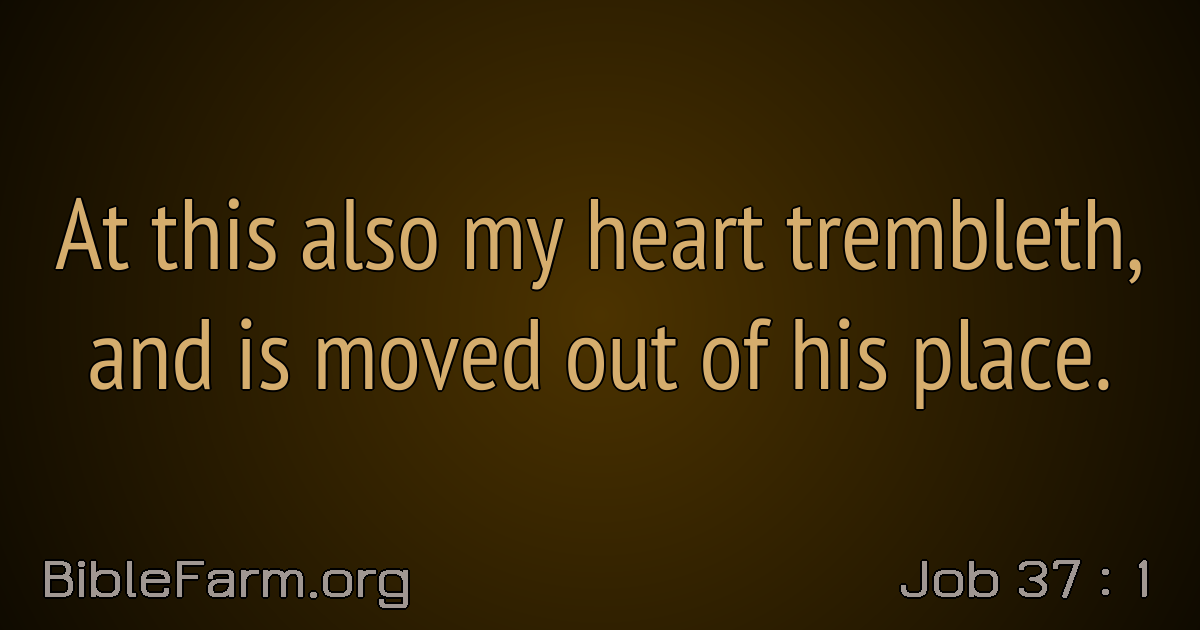 At this also my heart trembleth,
and is moved out of his place.
BibleFarm.org
Job 37 : 1